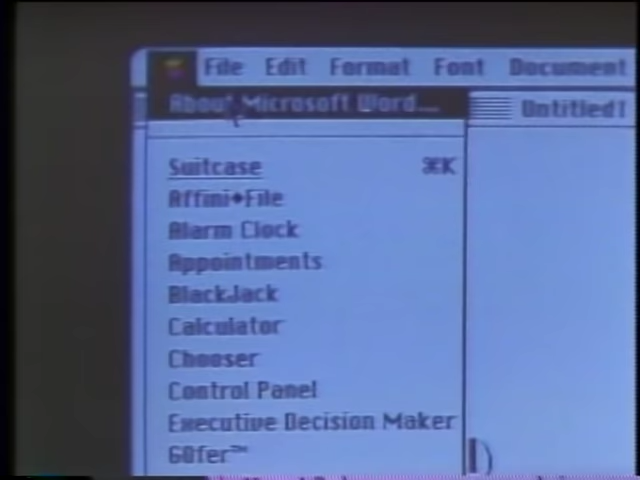 File Edit Format Font Document
About Microsoft Word...
Untitled1
Suitcase ⌘K
Affini♦File
Alarm Clock
Appointments
BlackJack
Calculator
Chooser
Control Panel
Executive Decision Maker
GOfer™